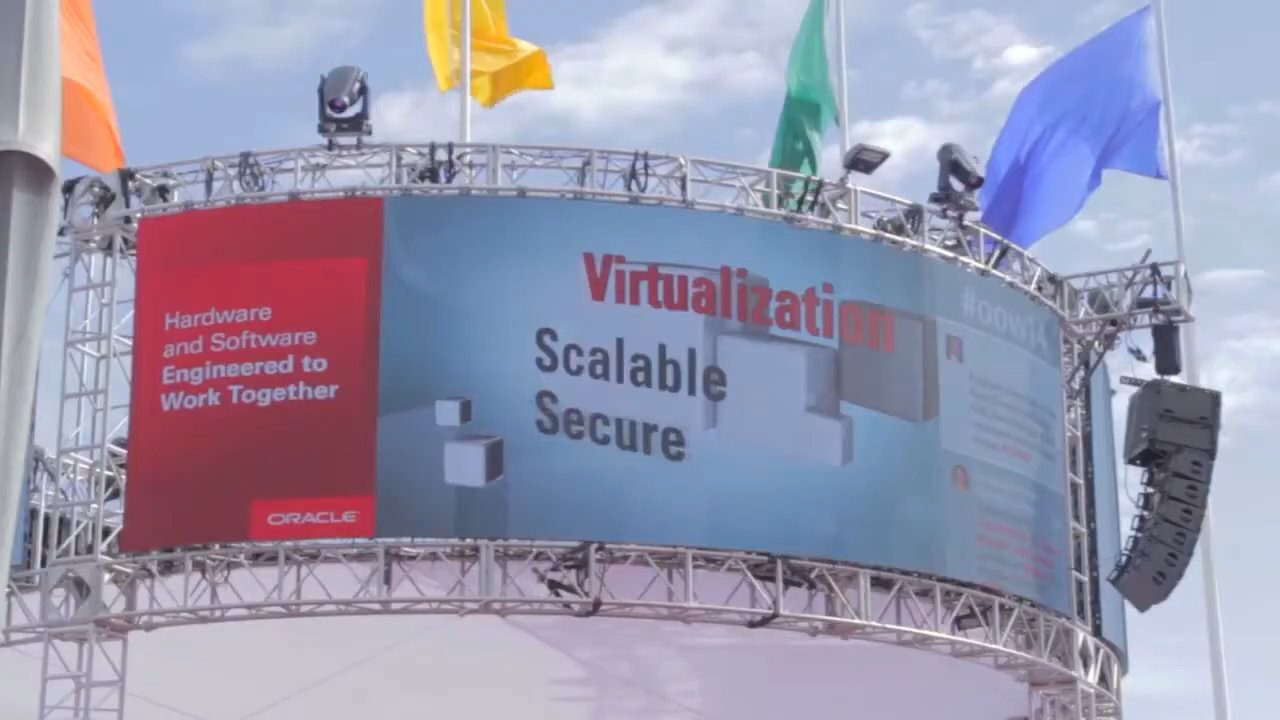 Hardware
and Software
Engineered to
Work Together
ORACLE
Virtualization
Scalable
Secure
#oow14